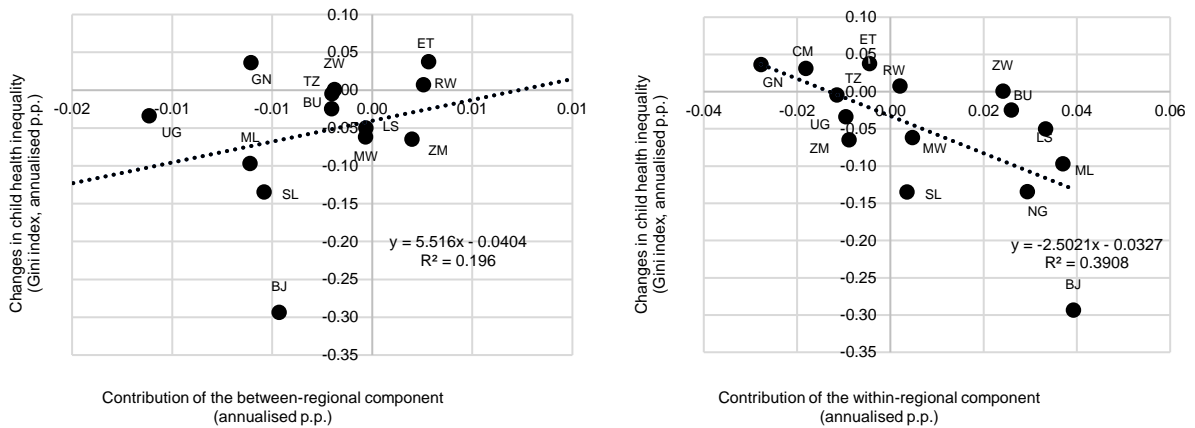 Changes in child health inequality
(Gini index, annualised p.p.)
0.10
0.05
0.00
-0.05
-0.10
-0.15
-0.20
-0.25
-0.30
-0.35
-0.02
-0.01
-0.01
0.00
0.01
0.01
ET
GN
ZW
TZ
RW
BU
UG
LS
ML
MW
ZM
SL
y = 5.516x - 0.0404
R² = 0.196
BJ
Contribution of the between-regional component
(annualised p.p.)
Changes in child health inequality
(Gini index, annualised p.p.)
0.10
0.05
0.00
-0.05
-0.10
-0.15
-0.20
-0.25
-0.30
-0.35
-0.04
-0.02
0.00
0.02
0.04
0.06
ET
CM
GN
TZ
RW
ZW
BU
UG
LS
ZM
MW
ML
SL
NG
y = -2.5021x - 0.0327
R² = 0.3908
BJ
Contribution of the within-regional component
(annualised p.p.)